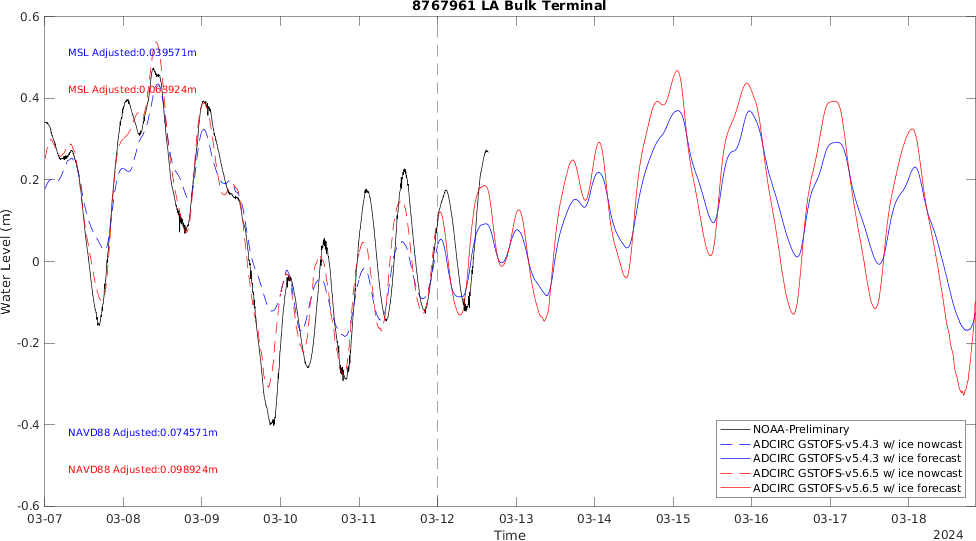 8767961 LA Bulk Terminal
0.6
0.4
0.2
0
-0.2
-0.4
-0.6
Water Level (m)
MSL Adjusted:0.039571m
MSL Adjusted:0.063924m
NAVD88 Adjusted:0.074571m
NAVD88 Adjusted:0.098924m
NOAA-Preliminary
ADCIRC GSTOFS-v5.4.3 w/ ice nowcast
ADCIRC GSTOFS-v5.4.3 w/ ice forecast
ADCIRC GSTOFS-v5.6.5 w/ ice nowcast
ADCIRC GSTOFS-v5.6.5 w/ ice forecast
03-07 03-08 03-09 03-10 03-11 03-12 03-13 03-14 03-15 03-16 03-17 03-18
Time
2024